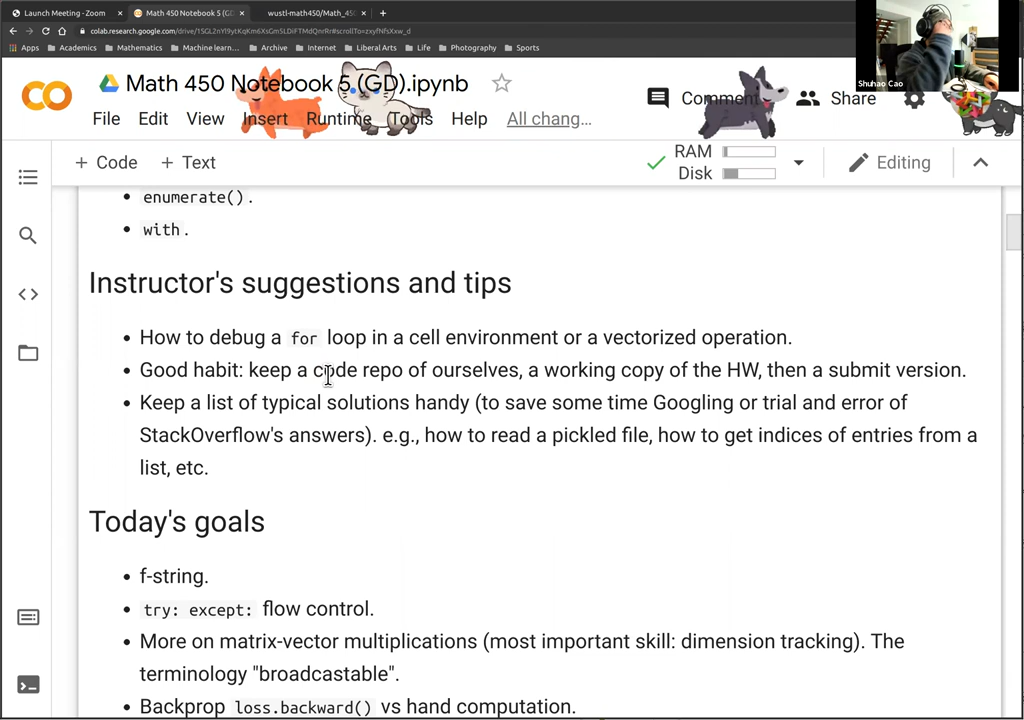 Launch Meeting - Zoom
Math 450 Notebook 5 (GD).
wustl-math450/Math_450
colab.research.google.com/drive/
Apps Academics Mathematics Machine learn... Archive Internet Liberal Arts Life Photography Sports
Shuhao Cao
Math 450 Notebook 5 (GD).ipynb
Comment Share
File Edit View Insert Runtime Tools Help All chang...
+ Code + Text
RAM
Disk
Editing
enumerate().
with.
Instructor's suggestions and tips
How to debug a for loop in a cell environment or a vectorized operation.
Good habit: keep a code repo of ourselves, a working copy of the HW, then a submit version.
Keep a list of typical solutions handy (to save some time Googling or trial and error of
StackOverflow's answers). e.g., how to read a pickled file, how to get indices of entries from a
list, etc.
Today's goals
f-string.
try: except: flow control.
More on matrix-vector multiplications (most important skill: dimension tracking). The
terminology "broadcastable".
Backprop loss.backward() vs hand computation.